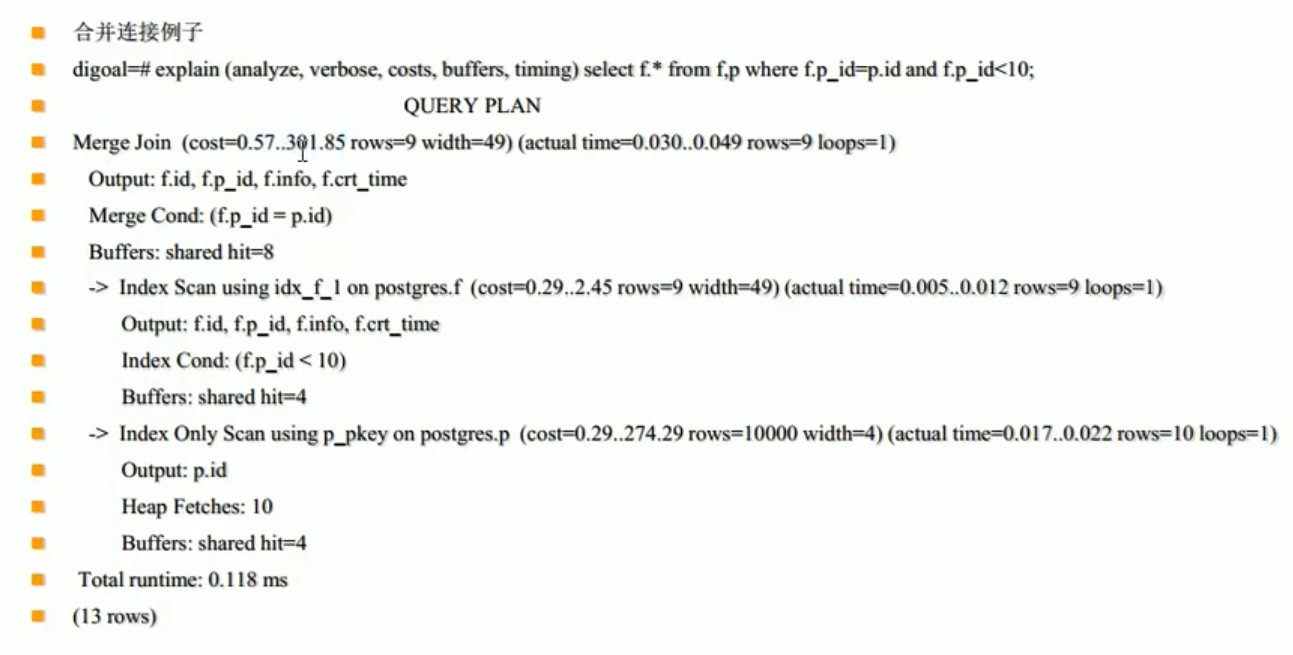 合并连接例子
digoal=# explain (analyze, verbose, costs, buffers, timing) select f.* from f,p where f.p_id=p.id and f.p_id<10;
QUERY PLAN
Merge Join (cost=0.57..301.85 rows=9 width=49) (actual time=0.030..0.049 rows=9 loops=1)
Output: f.id, f.p_id, f.info, f.crt_time
Merge Cond: (f.p_id = p.id)
Buffers: shared hit=8
-> Index Scan using idx_f_1 on postgres.f (cost=0.29..2.45 rows=9 width=49) (actual time=0.005..0.012 rows=9 loops=1)
Output: f.id, f.p_id, f.info, f.crt_time
Index Cond: (f.p_id < 10)
Buffers: shared hit=4
-> Index Only Scan using p_pkey on postgres.p (cost=0.29..274.29 rows=10000 width=4) (actual time=0.017..0.022 rows=10 loops=1)
Output: p.id
Heap Fetches: 10
Buffers: shared hit=4
Total runtime: 0.118 ms
(13 rows)